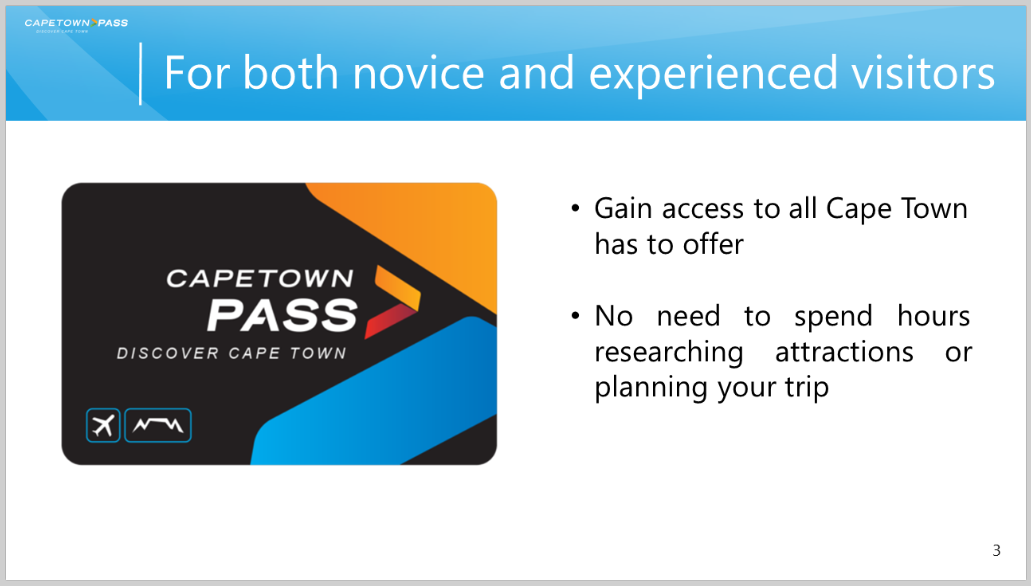 CAPETOWN PASS
DISCOVER CAPE TOWN
For both novice and experienced visitors
CAPETOWN
PASS
DISCOVER CAPE TOWN
• Gain access to all Cape Town
has to offer
• No need to spend hours
researching attractions or
planning your trip
3